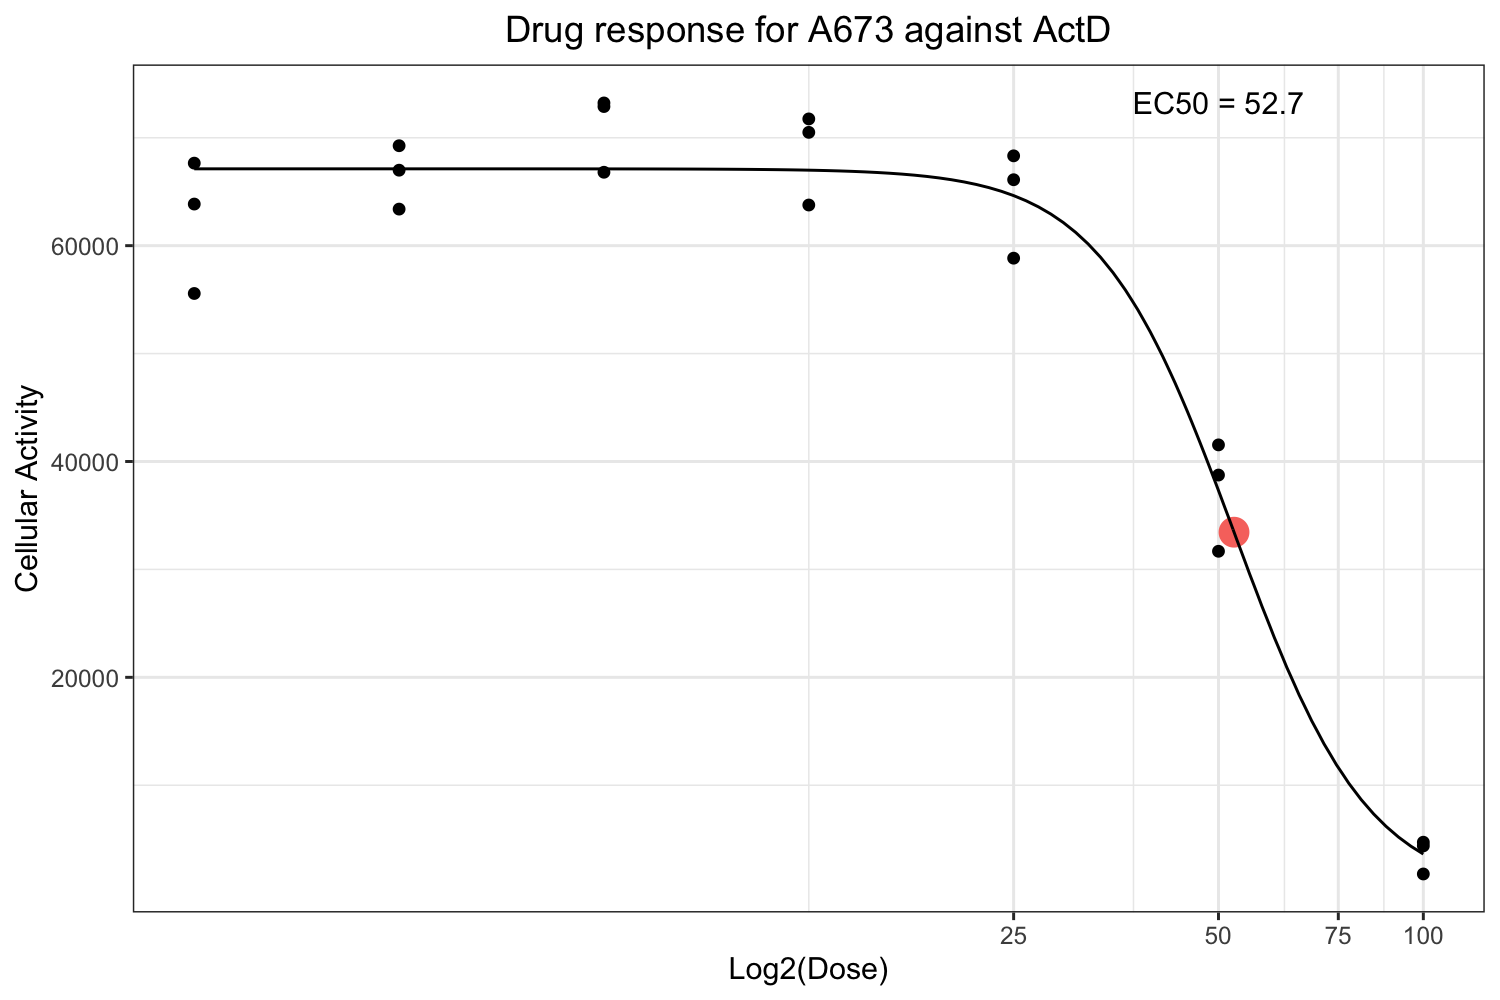 Drug response for A673 against ActD
EC50 = 52.7
Cellular Activity
60000
40000
20000
25 50 75 100
Log2(Dose)